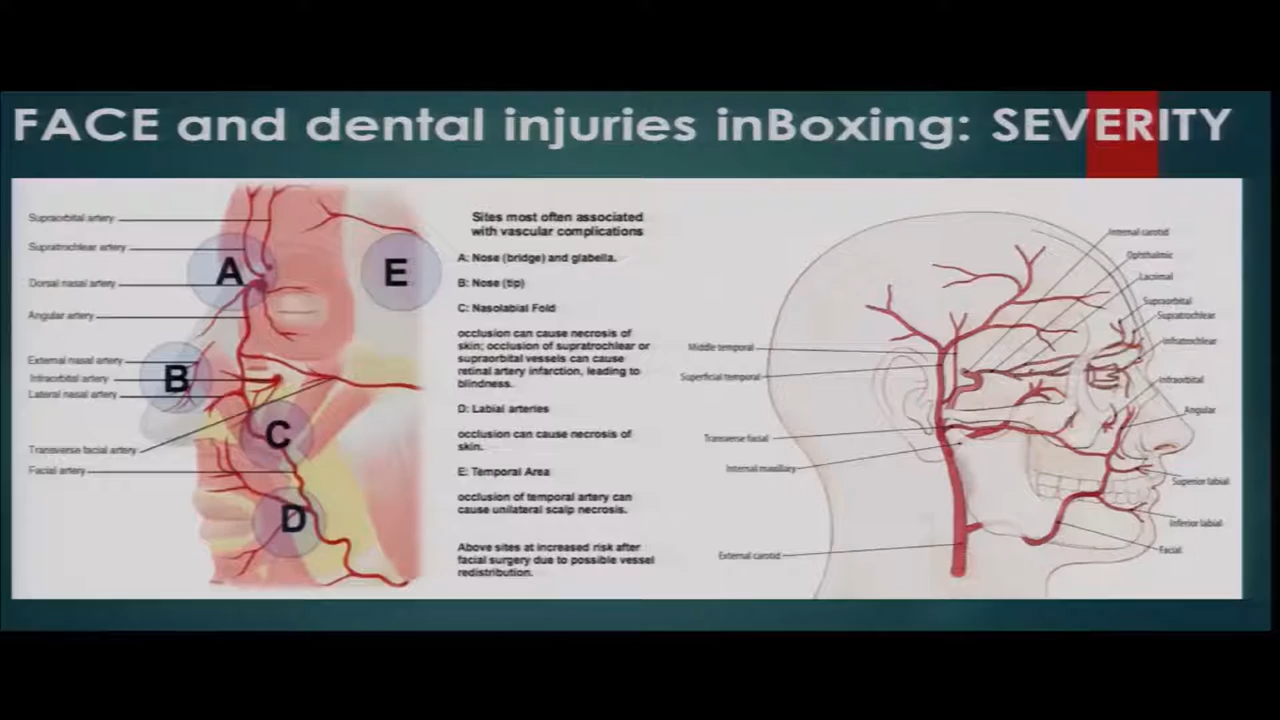 FACE and dental injuries inBoxing: SEVERITY
Supraorbital artery
Supratrochlear artery
Dorsal nasal artery
Angular artery
External nasal artery
Infraorbital artery
Lateral nasal artery
Transverse facial artery
Facial artery
A
B
C
D
E
Sites most often associated
with vascular complications
A: Nose (bridge) and glabella.
B: Nose (tip)
C: Nasolabial Fold
occlusion can cause necrosis of
skin; occlusion of supratrochlear or
supraorbital vessels can cause
retinal artery infarction, leading to
blindness.
D: Labial arteries
occlusion can cause necrosis of
skin.
E: Temporal Area
occlusion of temporal artery can
cause unilateral scalp necrosis.
Above sites at increased risk after
facial surgery due to possible vessel
redistribution.
Middle temporal
Superficial temporal
Transverse facial
Internal maxillary
External carotid
Internal carotid
Ophthalmic
Lacrimal
Supraorbital
Supratrochlear
Infratrochlear
Infraorbital
Angular
Superior labial
Inferior labial
Facial